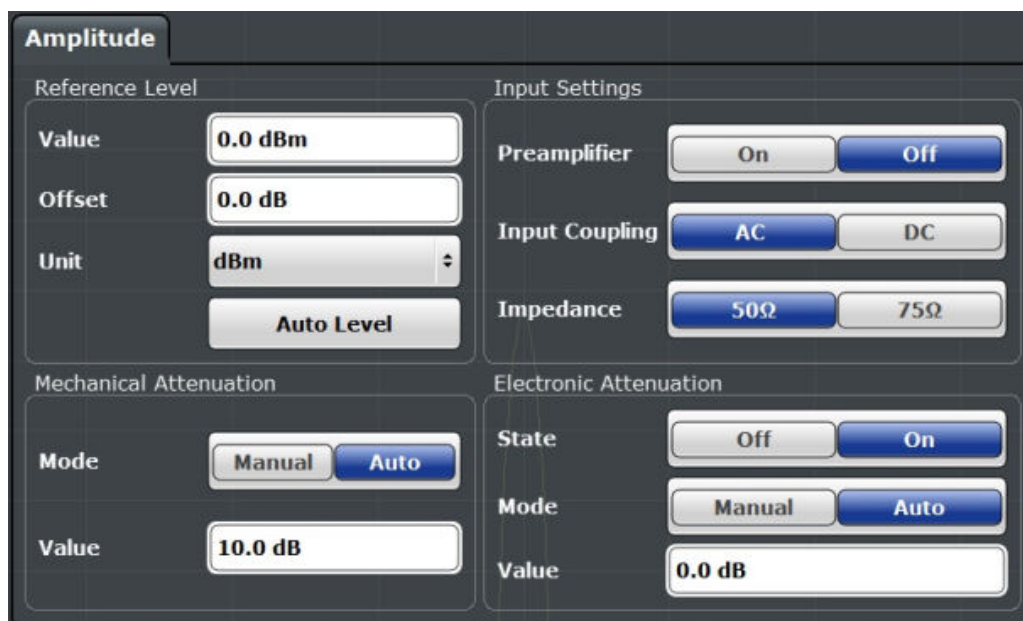 Amplitude
Reference Level
Value 0.0 dBm
Offset 0.0 dB
Unit dBm
Auto Level
Input Settings
Preamplifier On Off
Input Coupling AC DC
Impedance 50Ω 75Ω
Mechanical Attenuation
Mode Manual Auto
Value 10.0 dB
Electronic Attenuation
State Off On
Mode Manual Auto
Value 0.0 dB